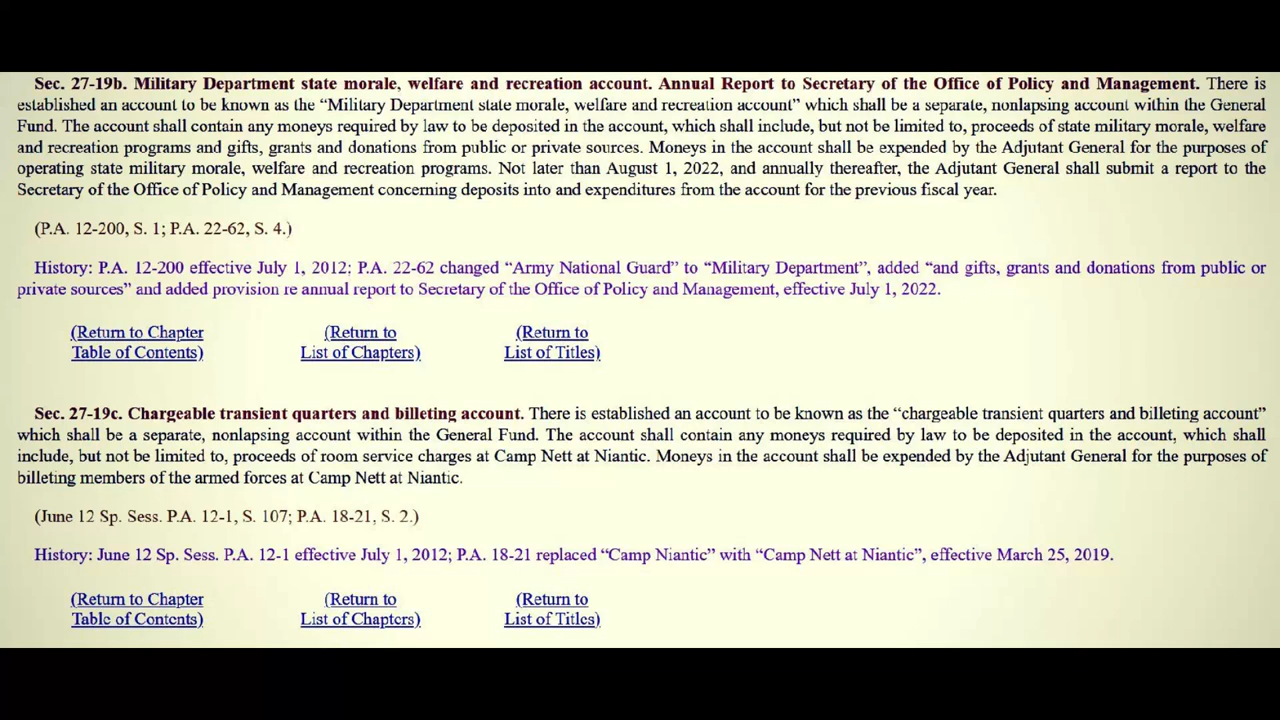 Sec. 27-19b. Military Department state morale, welfare and recreation account. Annual Report to Secretary of the Office of Policy and Management. There is
established an account to be known as the “Military Department state morale, welfare and recreation account” which shall be a separate, nonlapsing account within the General
Fund. The account shall contain any moneys required by law to be deposited in the account, which shall include, but not be limited to, proceeds of state military morale, welfare
and recreation programs and gifts, grants and donations from public or private sources. Moneys in the account shall be expended by the Adjutant General for the purposes of
operating state military morale, welfare and recreation programs. Not later than August 1, 2022, and annually thereafter, the Adjutant General shall submit a report to the
Secretary of the Office of Policy and Management concerning deposits into and expenditures from the account for the previous fiscal year.
(P.A. 12-200, S. 1; P.A. 22-62, S. 4.)
History: P.A. 12-200 effective July 1, 2012; P.A. 22-62 changed “Army National Guard” to “Military Department”, added “and gifts, grants and donations from public or
private sources” and added provision re annual report to Secretary of the Office of Policy and Management, effective July 1, 2022.
(Return to Chapter (Return to (Return to
Table of Contents) List of Chapters) List of Titles)
Sec. 27-19c. Chargeable transient quarters and billeting account. There is established an account to be known as the “chargeable transient quarters and billeting account”
which shall be a separate, nonlapsing account within the General Fund. The account shall contain any moneys required by law to be deposited in the account, which shall
include, but not be limited to, proceeds of room service charges at Camp Nett at Niantic. Moneys in the account shall be expended by the Adjutant General for the purposes of
billeting members of the armed forces at Camp Nett at Niantic.
(June 12 Sp. Sess. P.A. 12-1, S. 107; P.A. 18-21, S. 2.)
History: June 12 Sp. Sess. P.A. 12-1 effective July 1, 2012; P.A. 18-21 replaced “Camp Niantic” with “Camp Nett at Niantic”, effective March 25, 2019.
(Return to Chapter (Return to (Return to
Table of Contents) List of Chapters) List of Titles)